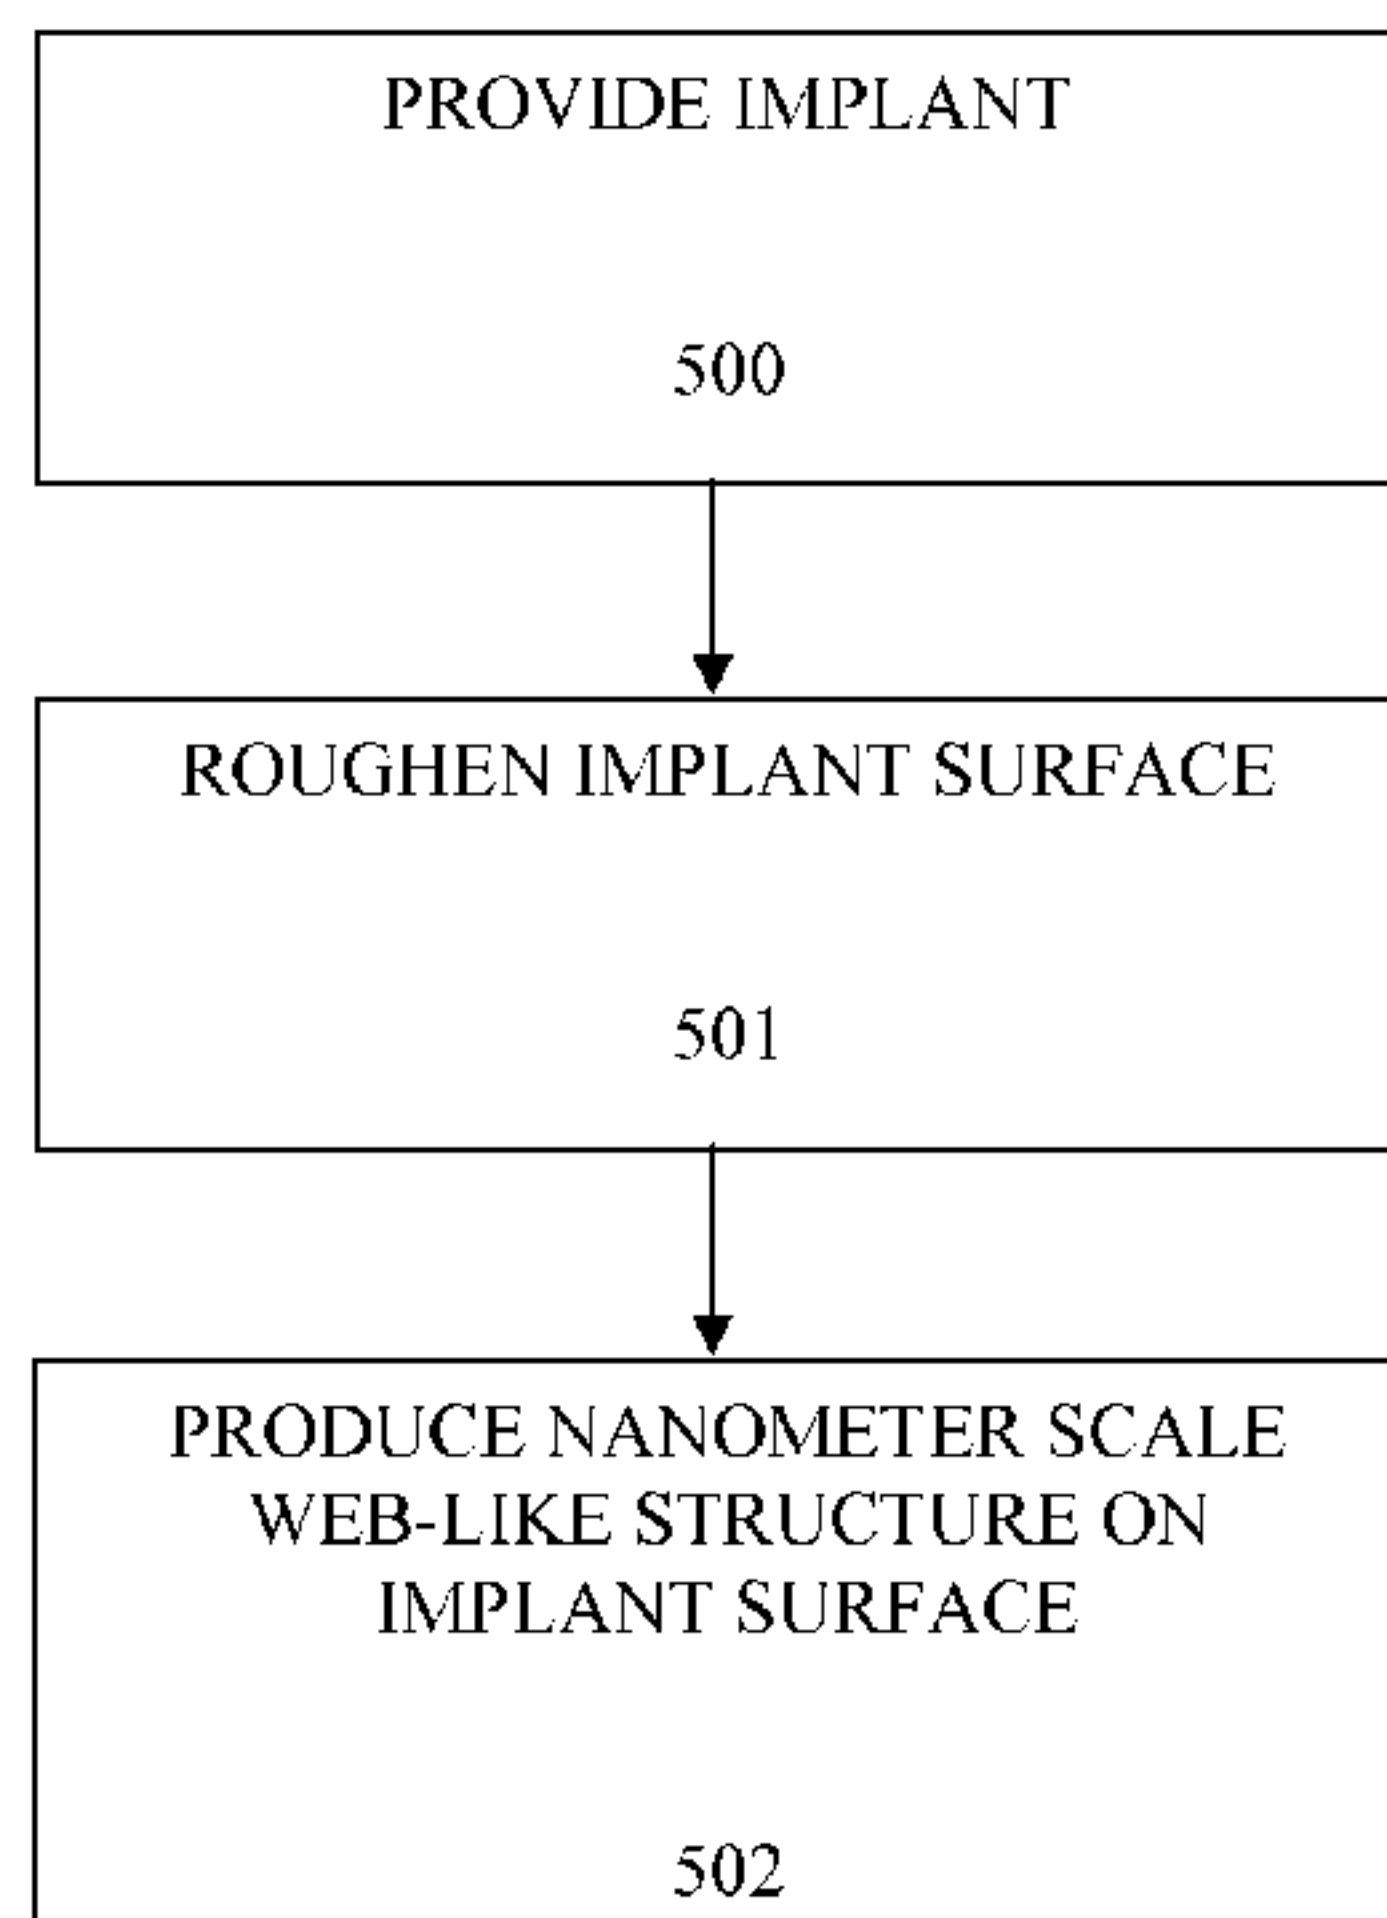 PROVIDE IMPLANT
500
ROUGHEN IMPLANT SURFACE
501
PRODUCE NANOMETER SCALE
WEB-LIKE STRUCTURE ON
IMPLANT SURFACE
502